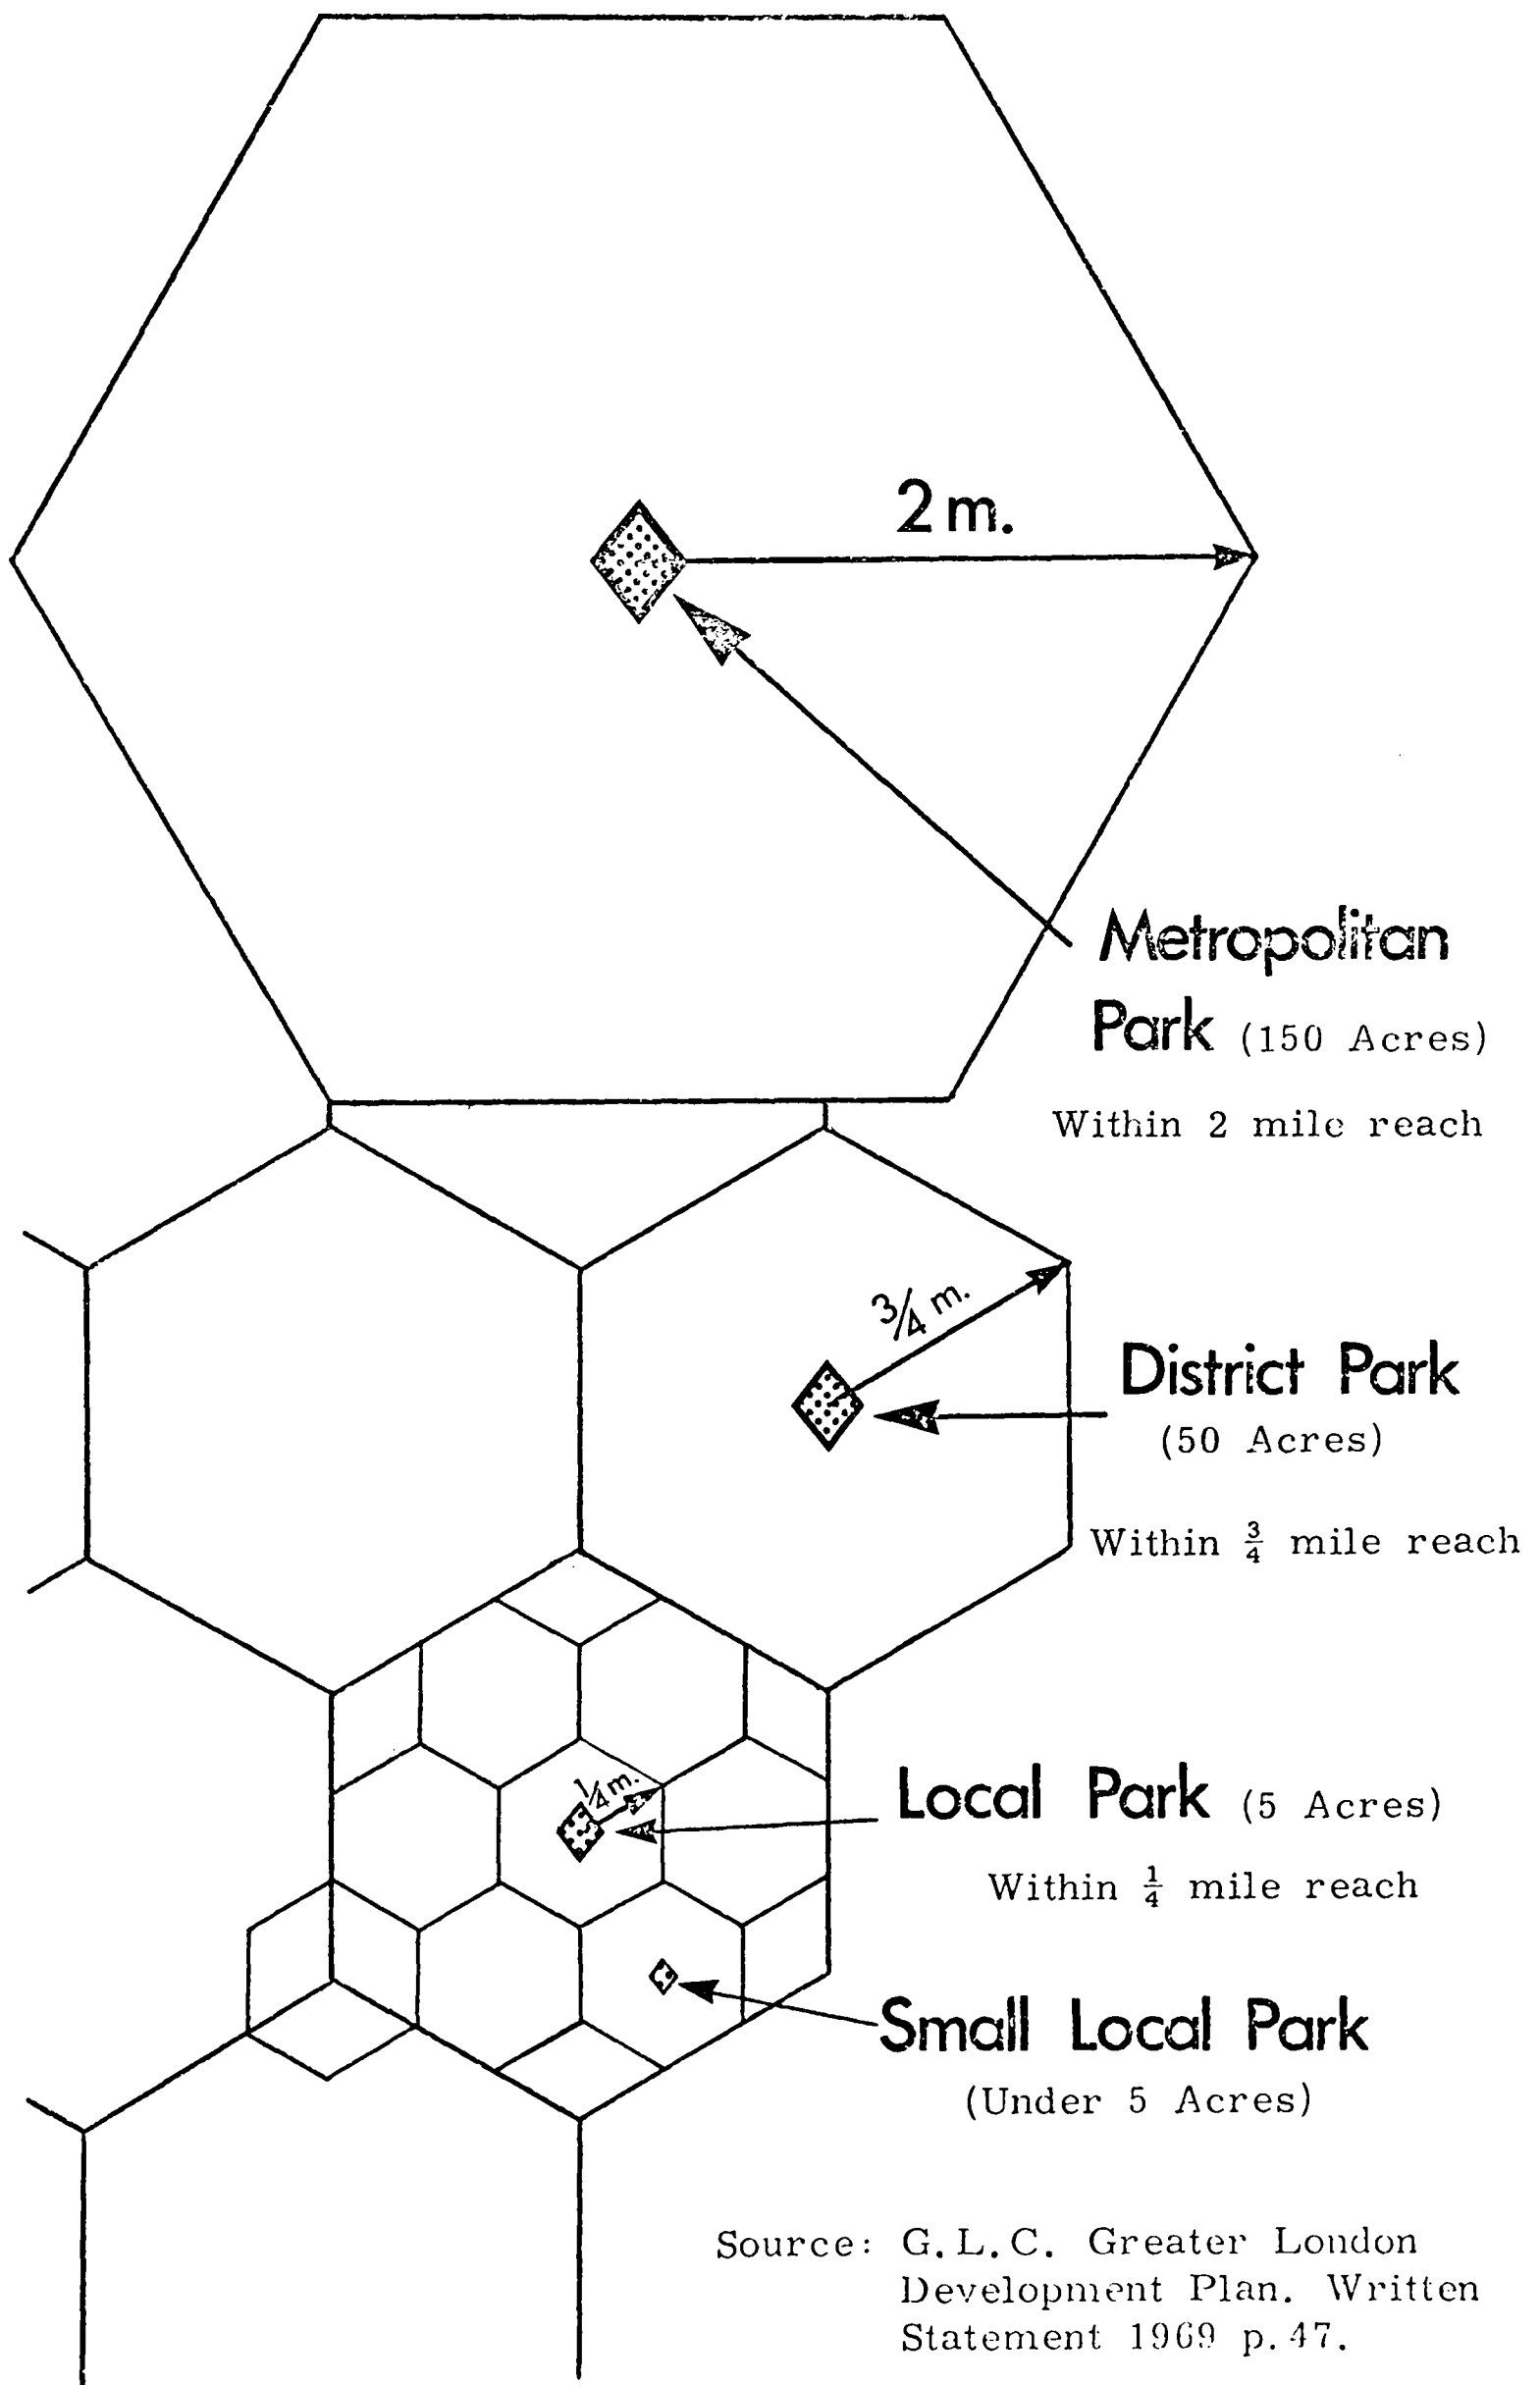 2 m.
Metropolitan
Park (150 Acres)
Within 2 mile reach
3/4 m.
District Park
(50 Acres)
Within 3/4 mile reach
1/4 m.
Local Park (5 Acres)
Within 1/4 mile reach
Small Local Park
(Under 5 Acres)
Source: G.L.C. Greater London
Development Plan. Written
Statement 1969 p.47.